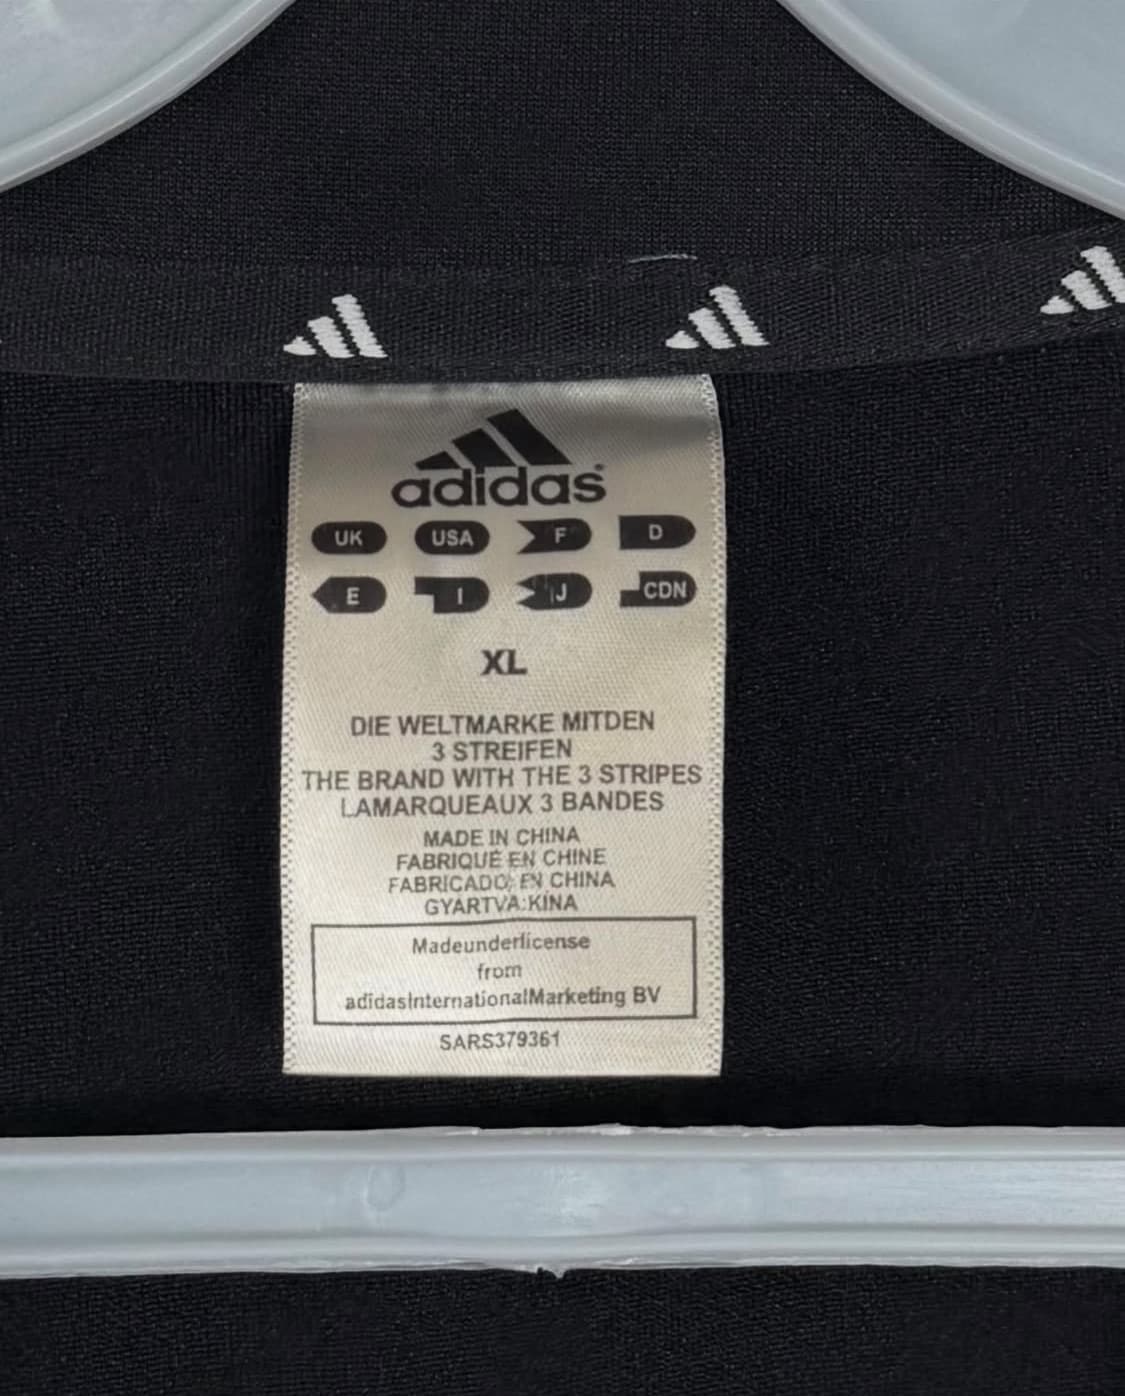 adidas
UK USA F D
E I J CDN
XL
DIE WELTMARKE MITDEN
3 STREIFEN
THE BRAND WITH THE 3 STRIPES
LAMARQUEAUX 3 BANDES
MADE IN CHINA
FABRIQUE EN CHINE
FABRICADO: EN CHINA
GYARTVA:KINA
Madeunderlicense
from
adidasInternationalMarketing BV
SARS379361